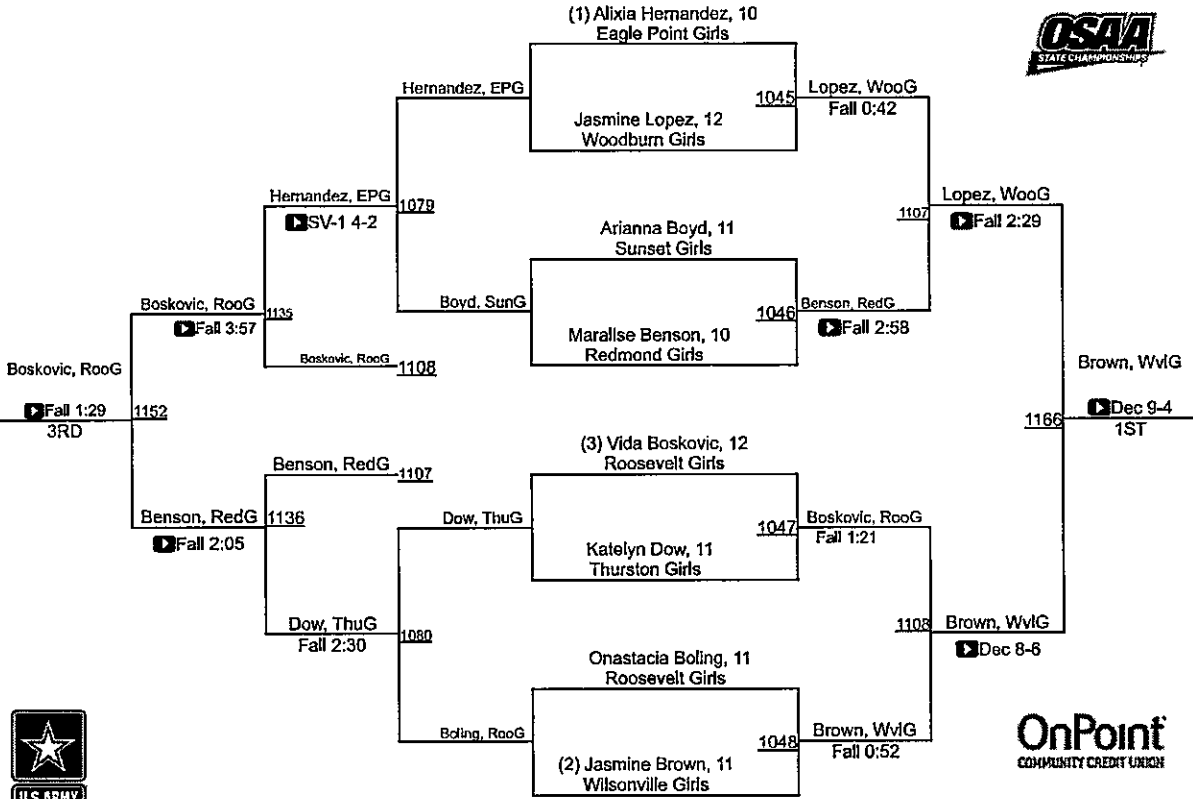 (1) Alixia Hernandez, 10
Eagle Point Girls
OSAA
STATE CHAMPIONSHIPS
Hernandez, EPG
1045
Lopez, WooG
Fall 0:42
Jasmine Lopez, 12
Woodburn Girls
Hernandez, EPG
1079
SV-1 4-2
Lopez, WooG
1107
Fall 2:29
Arianna Boyd, 11
Sunset Girls
Boskovic, RooG
1135
Fall 3:57
Boyd, SunG
1046
Benson, RedG
Fall 2:58
Maralise Benson, 10
Redmond Girls
Boskovic, RooG
1108
Boskovic, RooG
Fall 1:29
3RD
1152
Brown, WvlG
1166
Dec 9-4
1ST
(3) Vida Boskovic, 12
Roosevelt Girls
Benson, RedG
1107
Benson, RedG
1136
Fall 2:05
Dow, ThuG
1047
Boskovic, RooG
Fall 1:21
Katelyn Dow, 11
Thurston Girls
Dow, ThuG
1080
Fall 2:30
1108
Brown, WvlG
Dec 8-6
Onastacia Boling, 11
Roosevelt Girls
Boling, RooG
1048
Brown, WvlG
Fall 0:52
(2) Jasmine Brown, 11
Wilsonville Girls
U.S. ARMY
OnPoint
COMMUNITY CREDIT UNION